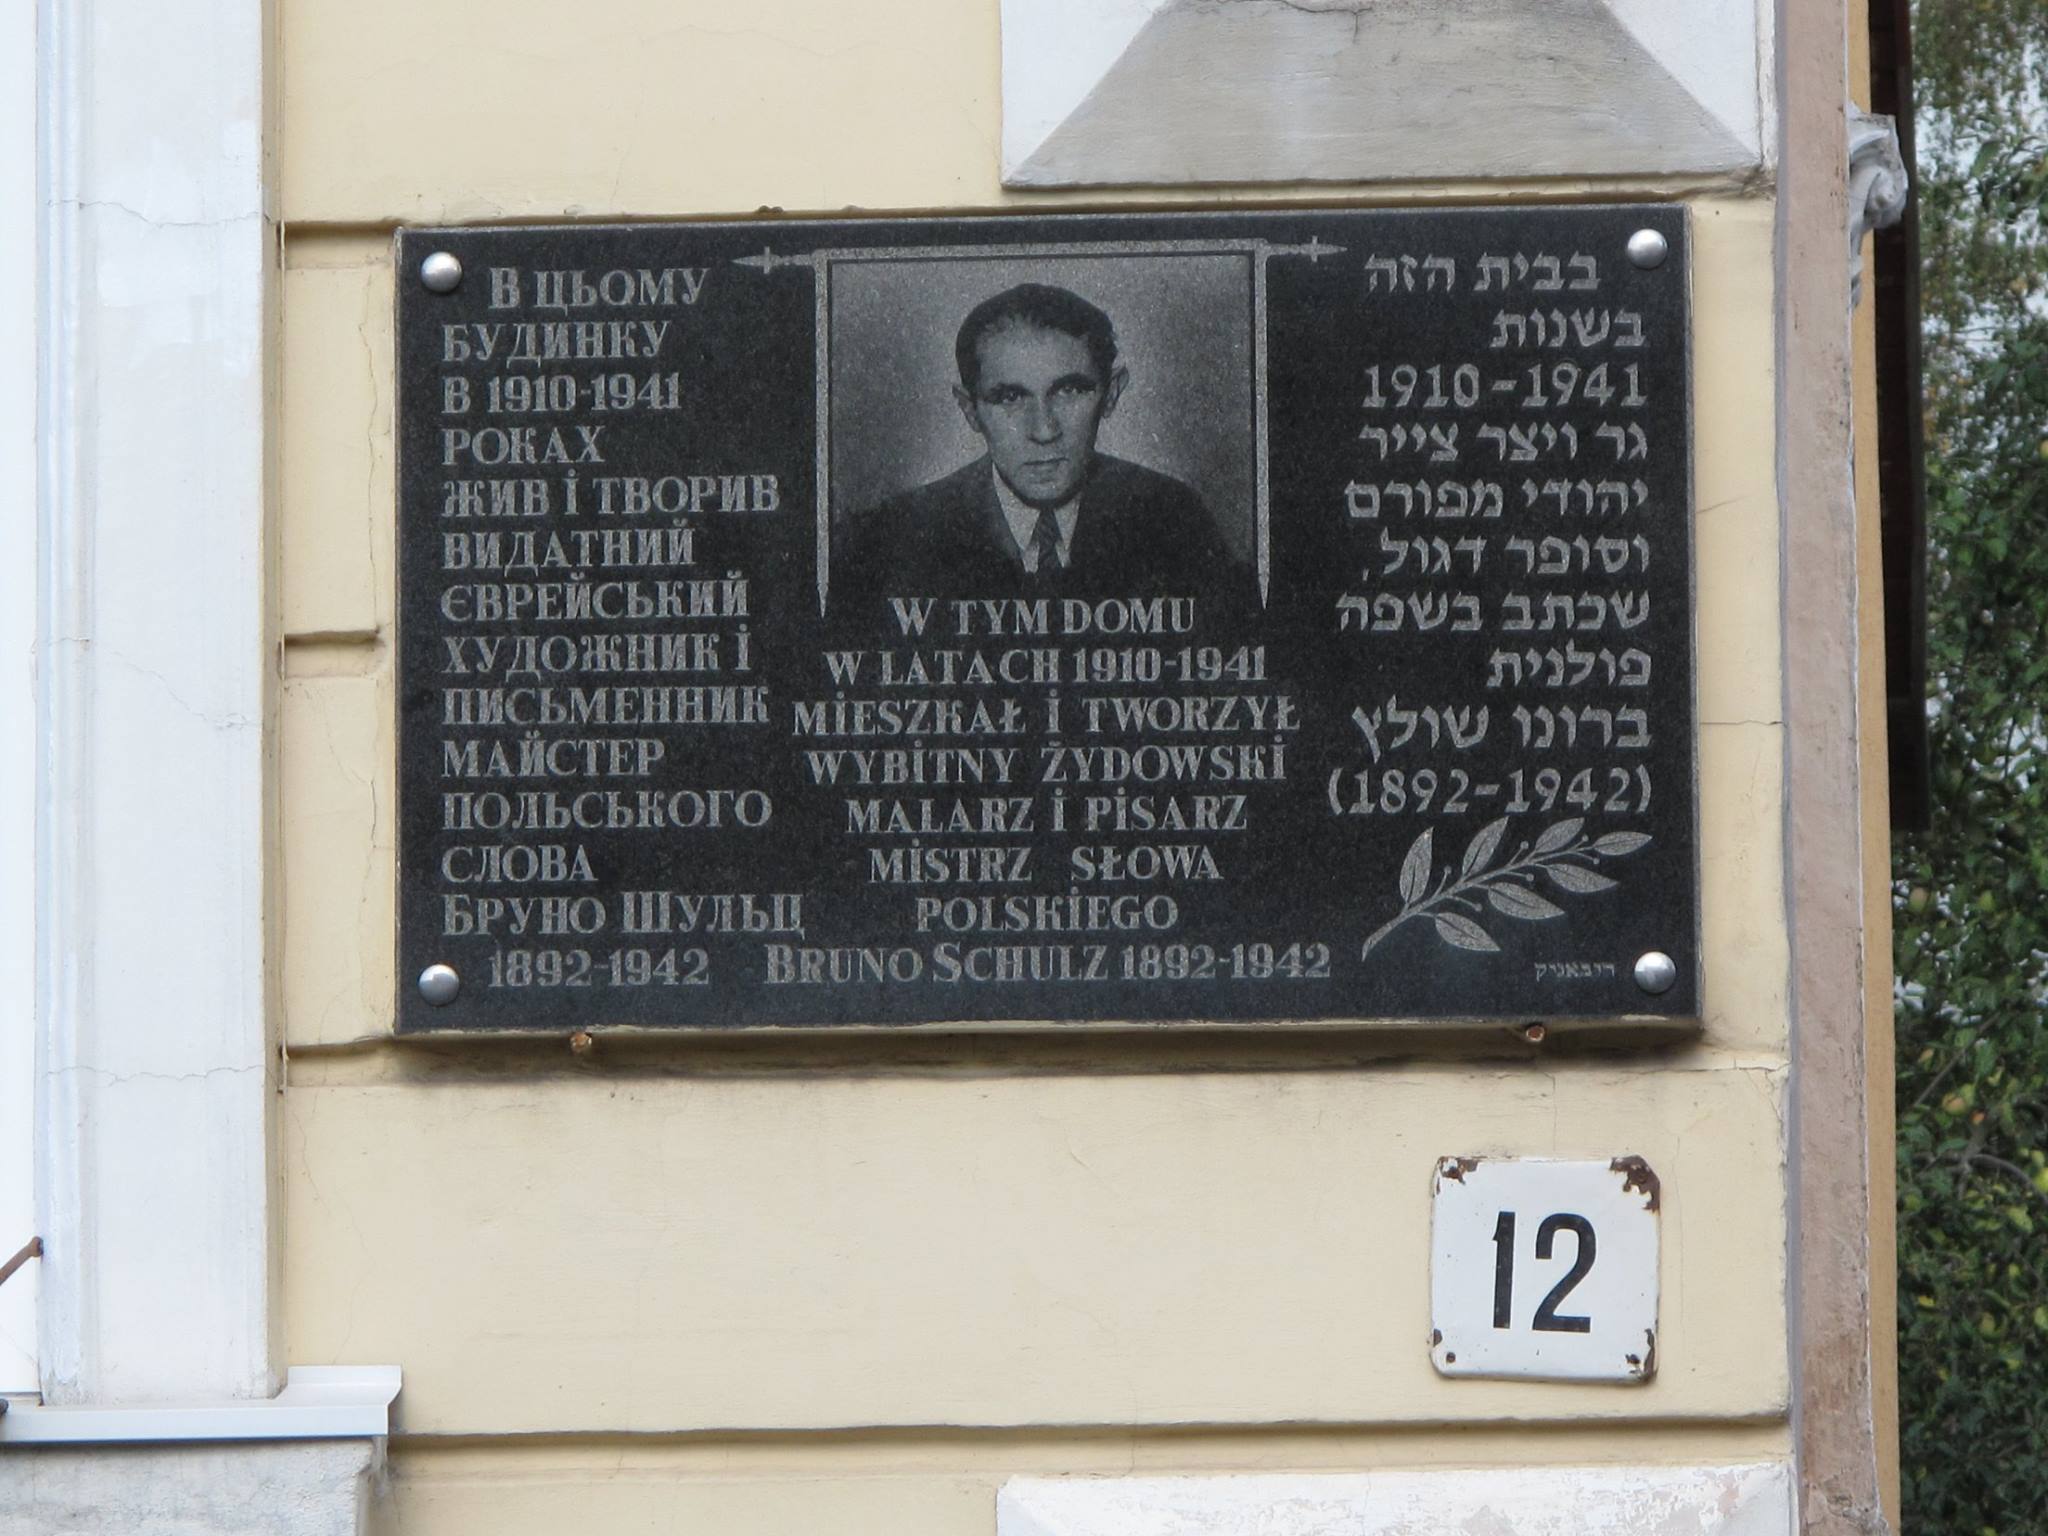 В ЦЬОМУ
БУДИНКУ
В 1910-1941
РОКАХ
ЖИВ І ТВОРИВ
ВИДАТНИЙ
ЄВРЕЙСЬКИЙ
ХУДОЖНИК І
ПИСЬМЕННИК
МАЙСТЕР
ПОЛЬСЬКОГО
СЛОВА
БРУНО ШУЛЬЦ
1892-1942
W TYM DOMU
W LATACH 1910-1941
MIESZKAŁ I TWORZYŁ
WYBITNY ŻYDOWSKI
MALARZ I PISARZ
MISTRZ SŁOWA
POLSKIEGO
BRUNO SCHULZ 1892-1942
בבית הזה
בשנות
1910-1941
גר ויצר צייר
יהודי מפורם
וסופר דגול,
שכתב בשפה
פולנית
ברונו שולץ
(1892-1942)
12